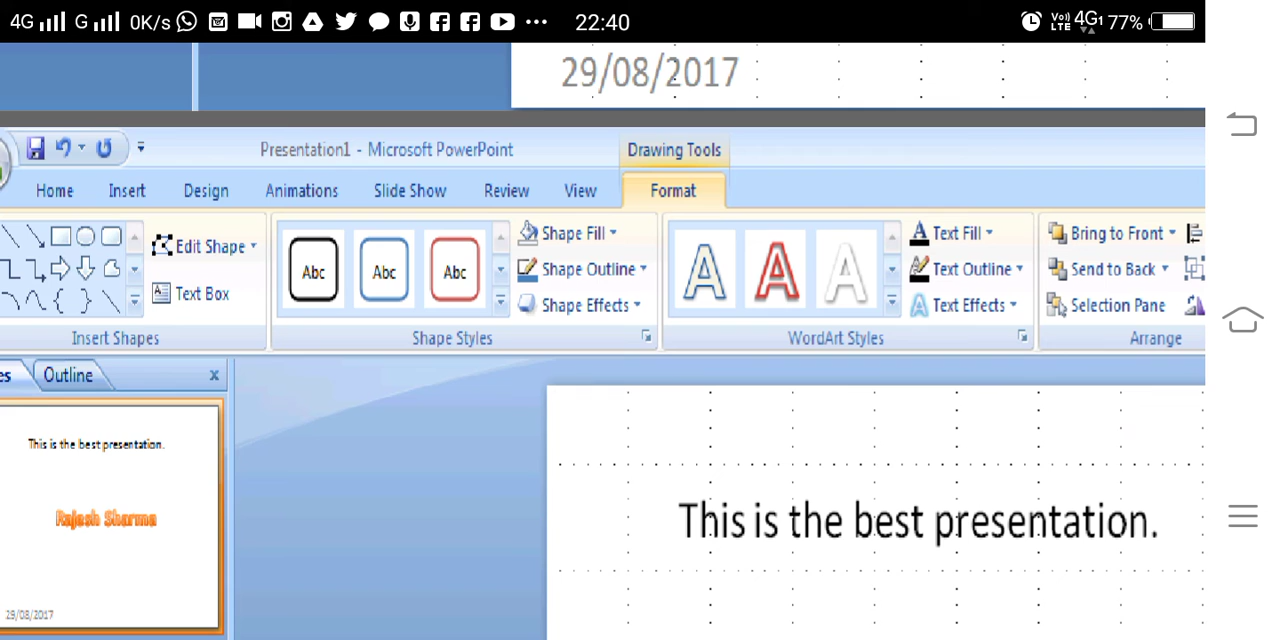 4G G 0K/s 22:40 VoLTE 4G1 77%
29/08/2017
Presentation1 - Microsoft PowerPoint Drawing Tools
Home Insert Design Animations Slide Show Review View Format
Edit Shape Abc Abc Abc Shape Fill A A A Text Fill Bring to Front
Shape Outline Text Outline Send to Back
Text Box Shape Effects Text Effects Selection Pane
Insert Shapes Shape Styles WordArt Styles Arrange
es Outline x
This is the best presentation.
Rajesh Sharma
29/08/2017
This is the best presentation.